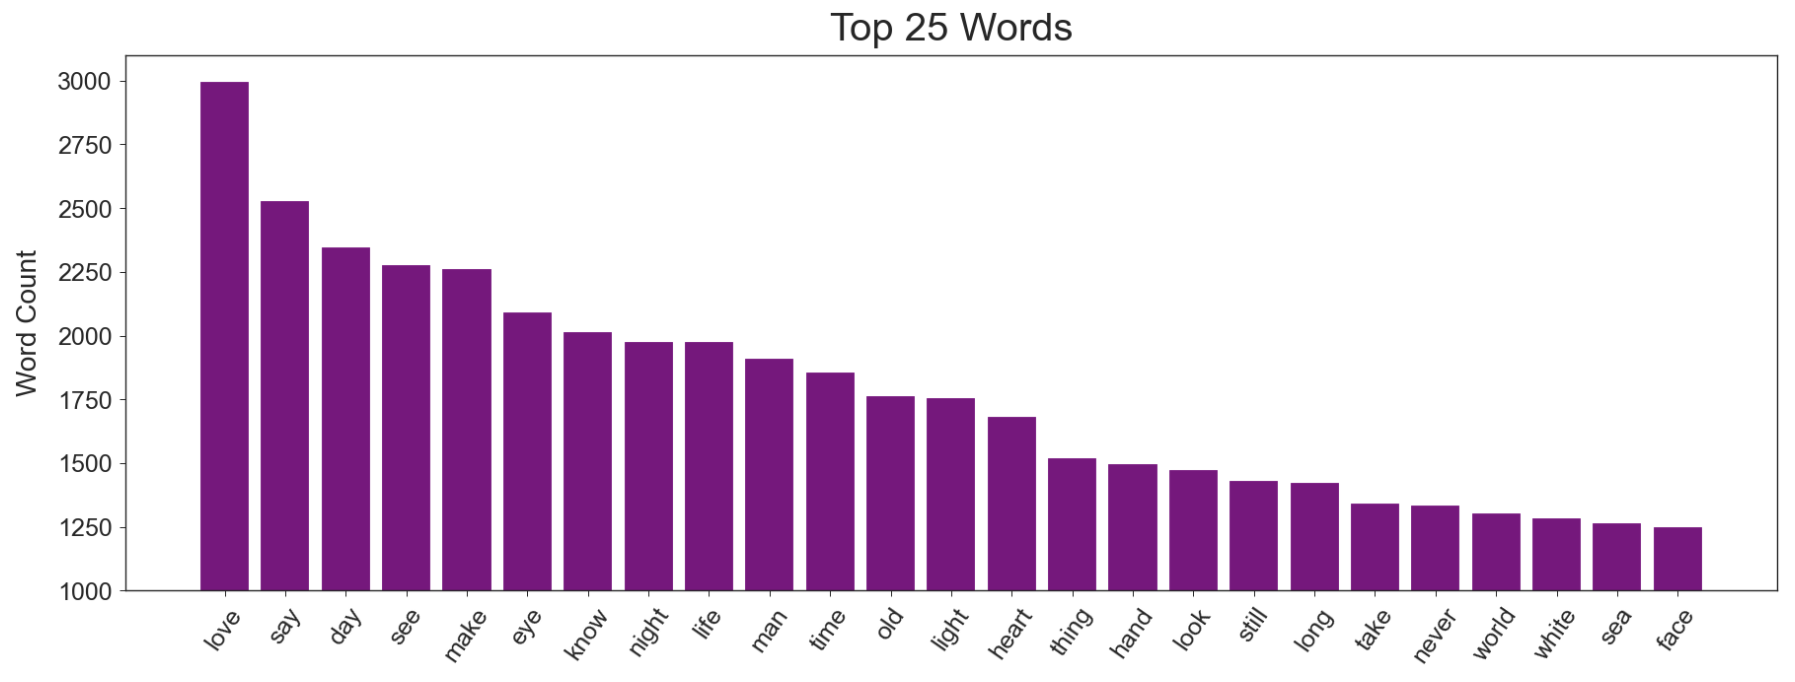 Top 25 Words
Word Count
3000
2750
2500
2250
2000
1750
1500
1250
1000
love
say
day
see
make
eye
know
night
life
man
time
old
light
heart
thing
hand
look
still
long
take
never
world
white
sea
face